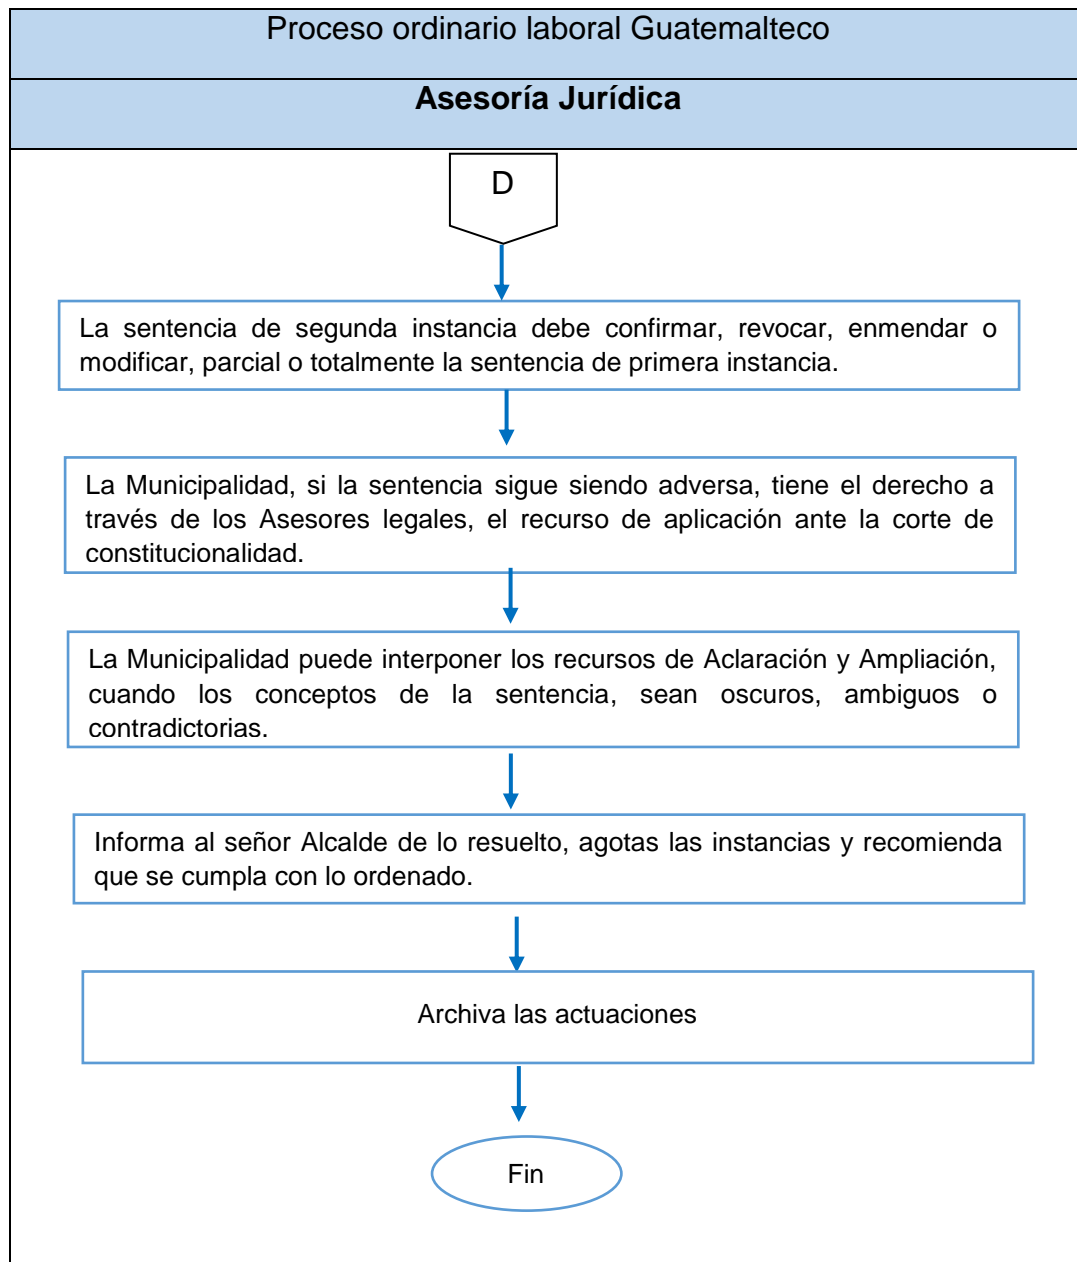 Proceso ordinario laboral Guatemalteco
Asesoría Jurídica
D
La sentencia de segunda instancia debe confirmar, revocar, enmendar o
modificar, parcial o totalmente la sentencia de primera instancia.
La Municipalidad, si la sentencia sigue siendo adversa, tiene el derecho a
través de los Asesores legales, el recurso de aplicación ante la corte de
constitucionalidad.
La Municipalidad puede interponer los recursos de Aclaración y Ampliación,
cuando los conceptos de la sentencia, sean oscuros, ambiguos o
contradictorias.
Informa al señor Alcalde de lo resuelto, agotas las instancias y recomienda
que se cumpla con lo ordenado.
Archiva las actuaciones
Fin